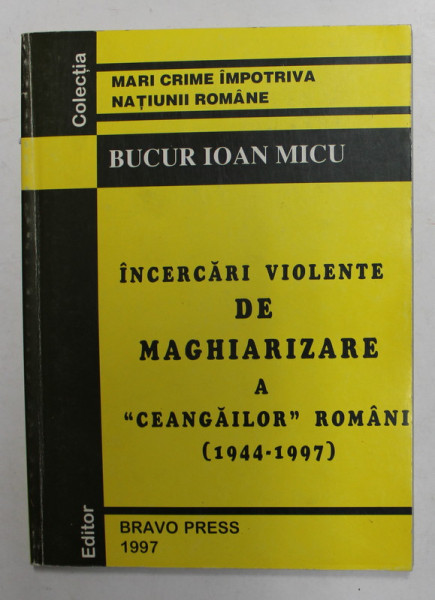 Colecția
MARI CRIME ÎMPOTRIVA
NAȚIUNII ROMÂNE
BUCUR IOAN MICU
ÎNCERCĂRI VIOLENTE
DE
MAGHIARIZARE
A
“CEANGĂILOR” ROMÂNI
(1944-1997)
Editor
BRAVO PRESS
1997